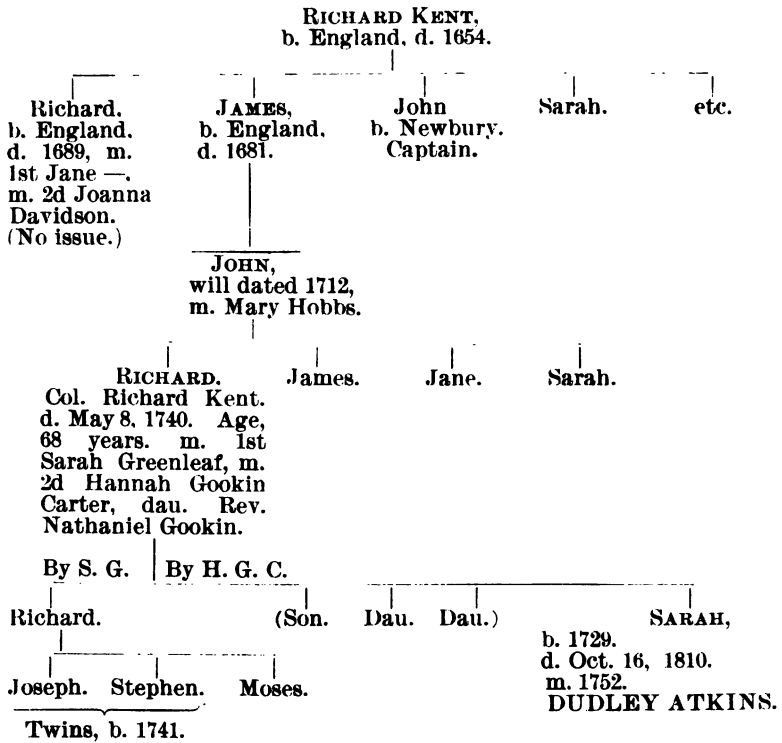 RICHARD KENT,
b. England, d. 1654.
Richard.
b. England.
d. 1689, m.
1st Jane —.
m. 2d Joanna
Davidson.
(No issue.)
JAMES,
b. England,
d. 1681.
John
b. Newbury.
Captain.
Sarah.
etc.
JOHN,
will dated 1712,
m. Mary Hobbs.
RICHARD.
Col. Richard Kent.
d. May 8, 1740. Age,
68 years. m. 1st
Sarah Greenleaf, m.
2d Hannah Gookin
Carter, dau. Rev.
Nathaniel Gookin.
James.
Jane.
Sarah.
By S. G.
By H. G. C.
Richard.
(Son.
Dau.
Dau.)
SARAH,
b. 1729.
d. Oct. 16, 1810.
m. 1752.
DUDLEY ATKINS.
Joseph.
Stephen.
Moses.
Twins, b. 1741.